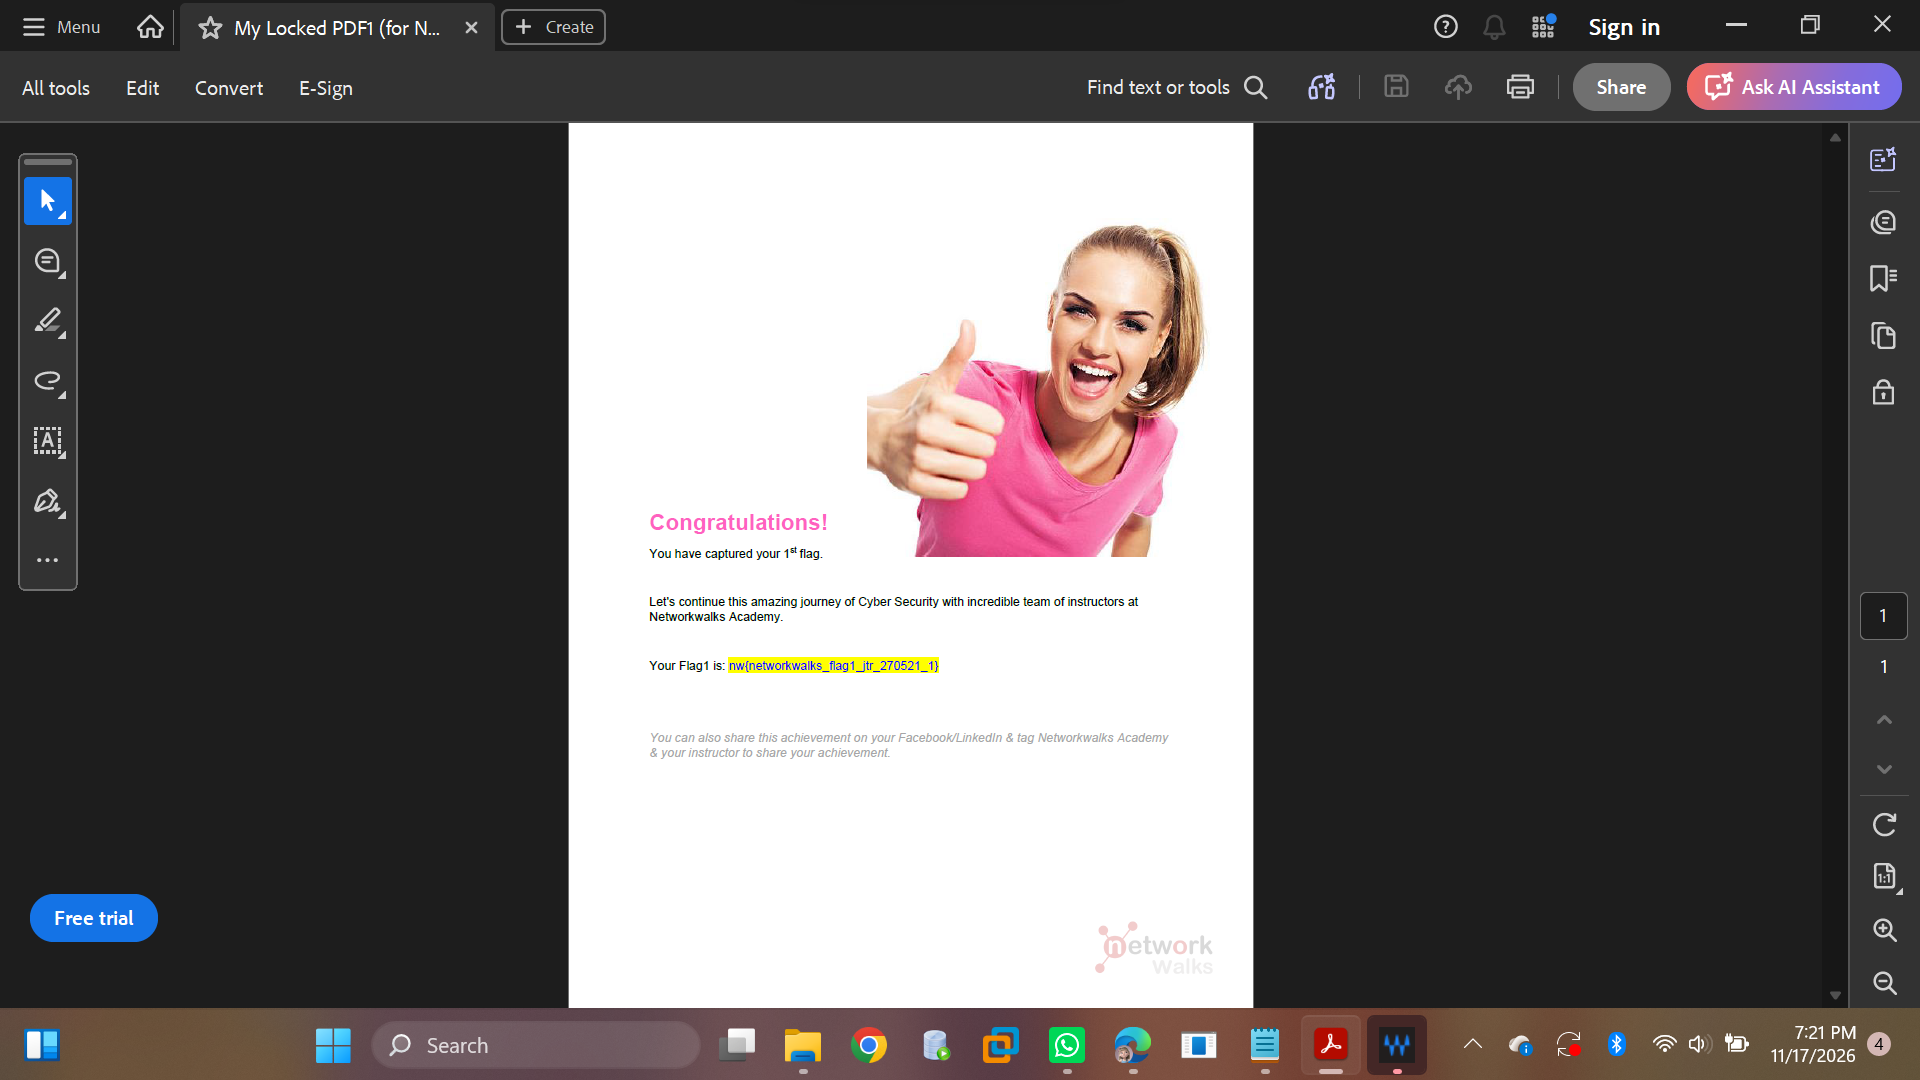 Menu
My Locked PDF1 (for N...
Create
Sign in
All tools
Edit
Convert
E-Sign
Find text or tools
Share
Ask AI Assistant
Congratulations!
You have captured your 1st flag.
Let's continue this amazing journey of Cyber Security with incredible team of instructors at
Networkwalks Academy.
Your Flag1 is: nw{networkwalks_flag1_jtr_270521_1}
You can also share this achievement on your Facebook/LinkedIn & tag Networkwalks Academy
& your instructor to share your achievement.
network
Walks
1
1
1:1
Free trial
Search
7:21 PM
11/17/2026
4